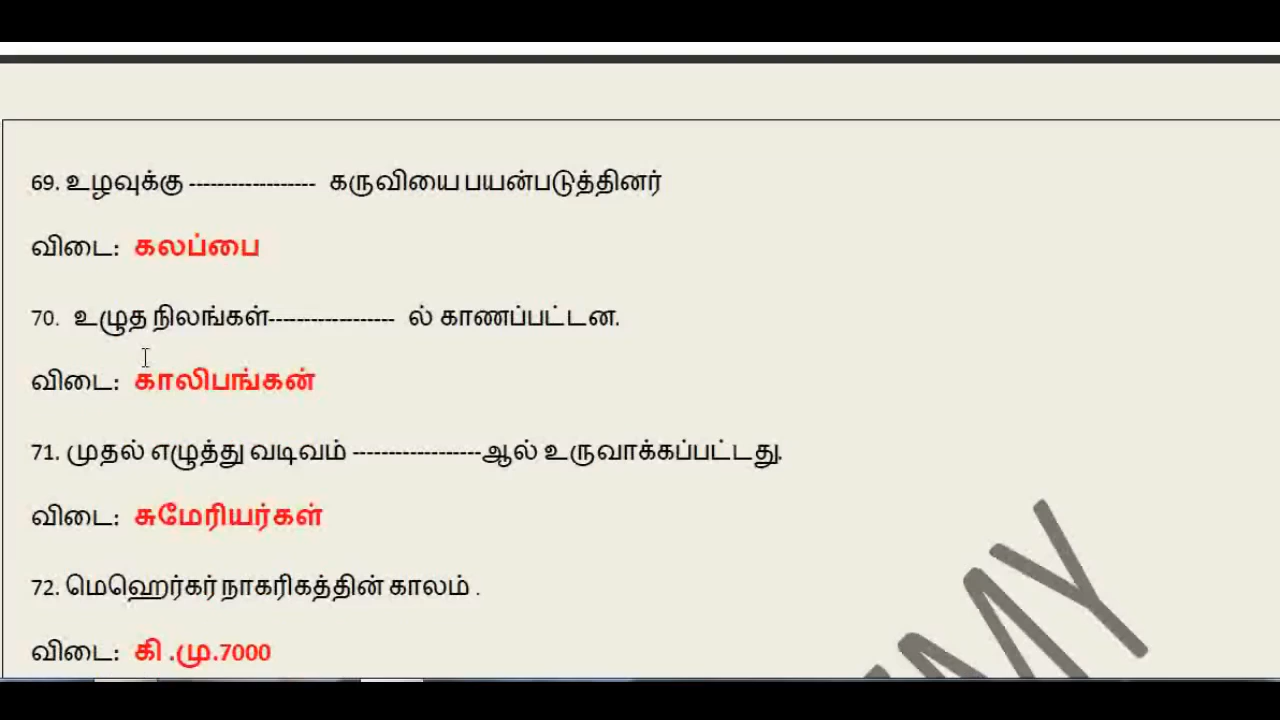 69. உழவுக்கு ------------------ கருவியை பயன்படுத்தினர்
விடை: கலப்பை
70. உழுத நிலங்கள்------------------ ல் காணப்பட்டன.
விடை: காலிபங்கன்
71. முதல் எழுத்து வடிவம் ------------------ஆல் உருவாக்கப்பட்டது.
விடை: சுமேரியர்கள்
72. மெஹெர்கர் நாகரிகத்தின் காலம் .
விடை: கி .மு.7000